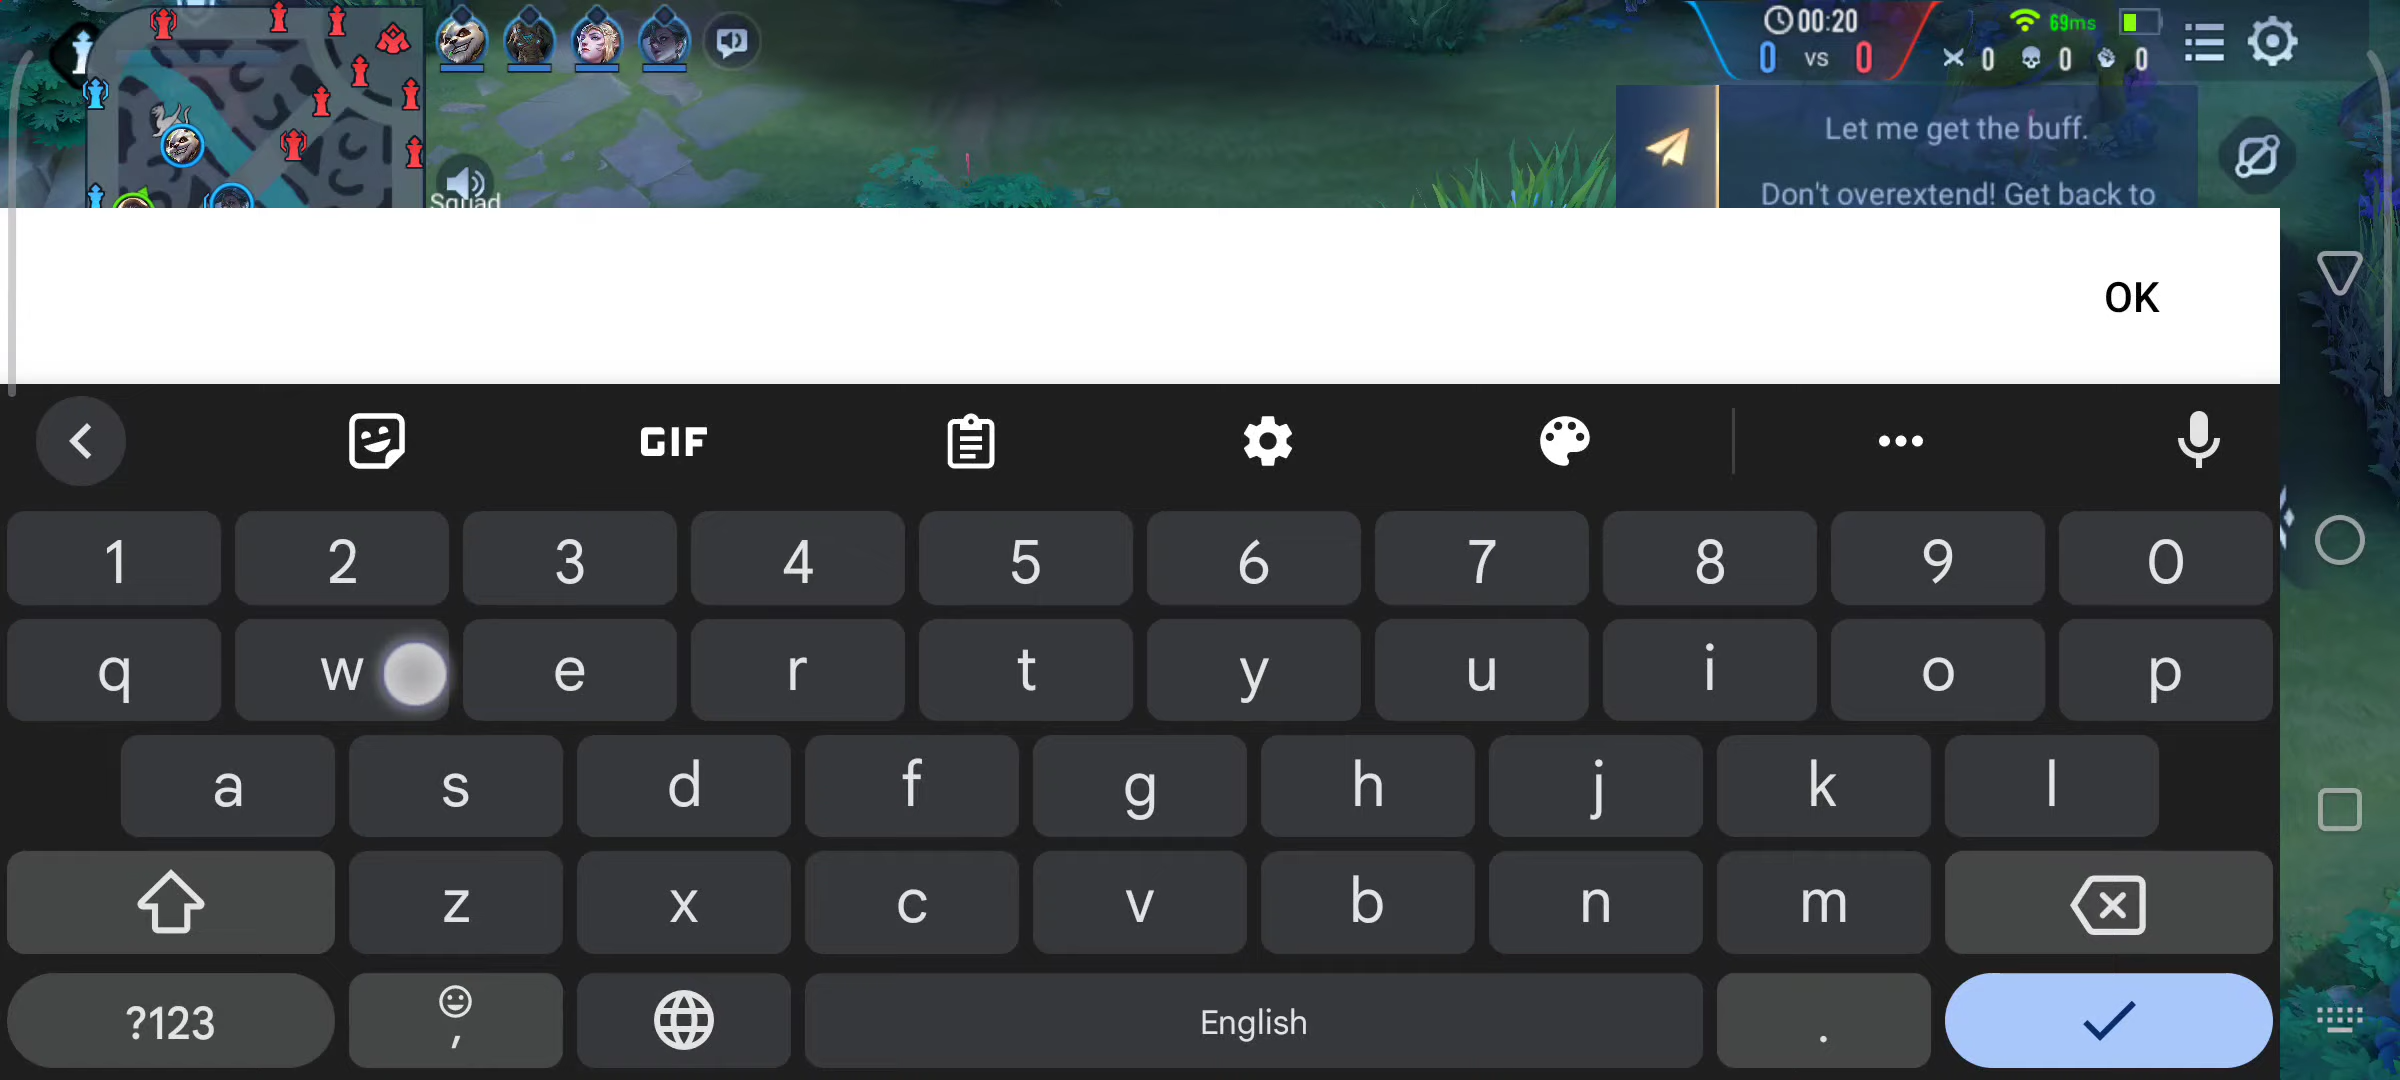 00:20
69ms
0 vs 0
0
0
0
Squad
Let me get the buff.
Don't overextend! Get back to
OK
GIF
1 2 3 4 5 6 7 8 9 0
q w e r t y u i o p
a s d f g h j k l
z x c v b n m
?123 , English .